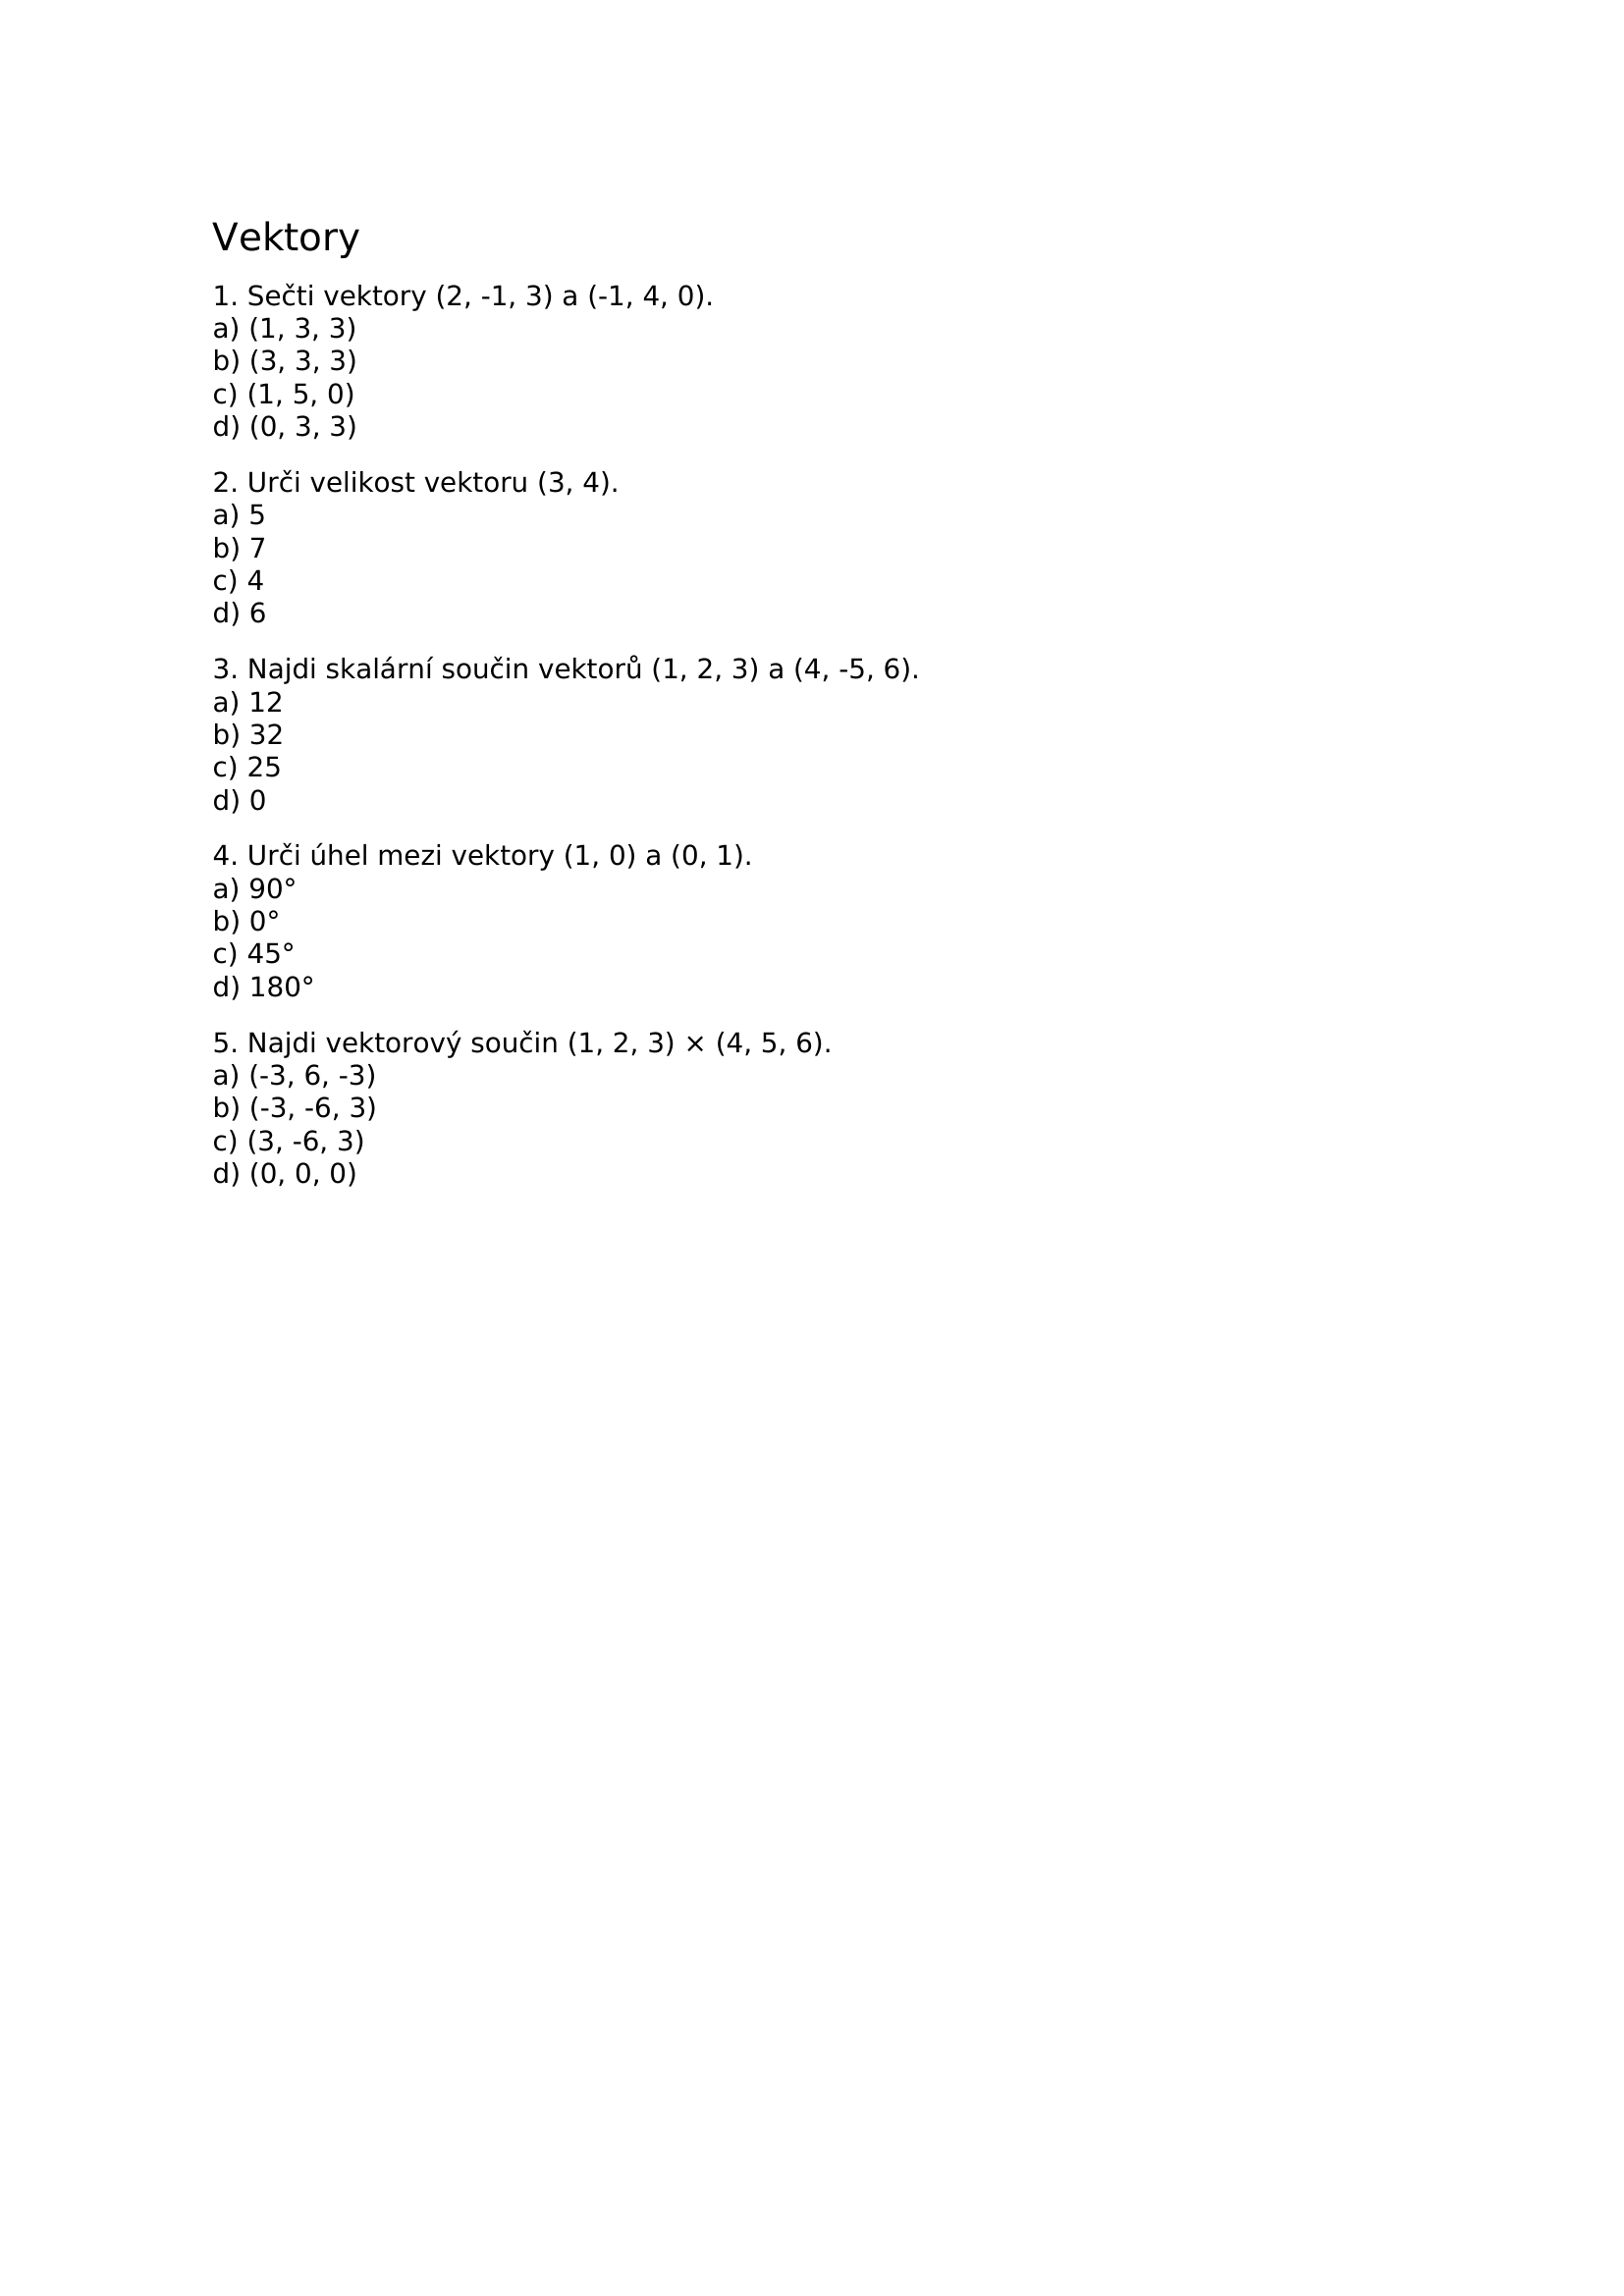 Vektory
1. Sečti vektory (2, -1, 3) a (-1, 4, 0).
a) (1, 3, 3)
b) (3, 3, 3)
c) (1, 5, 0)
d) (0, 3, 3)
2. Urči velikost vektoru (3, 4).
a) 5
b) 7
c) 4
d) 6
3. Najdi skalární součin vektorů (1, 2, 3) a (4, -5, 6).
a) 12
b) 32
c) 25
d) 0
4. Urči úhel mezi vektory (1, 0) a (0, 1).
a) 90°
b) 0°
c) 45°
d) 180°
5. Najdi vektorový součin (1, 2, 3) × (4, 5, 6).
a) (-3, 6, -3)
b) (-3, -6, 3)
c) (3, -6, 3)
d) (0, 0, 0)